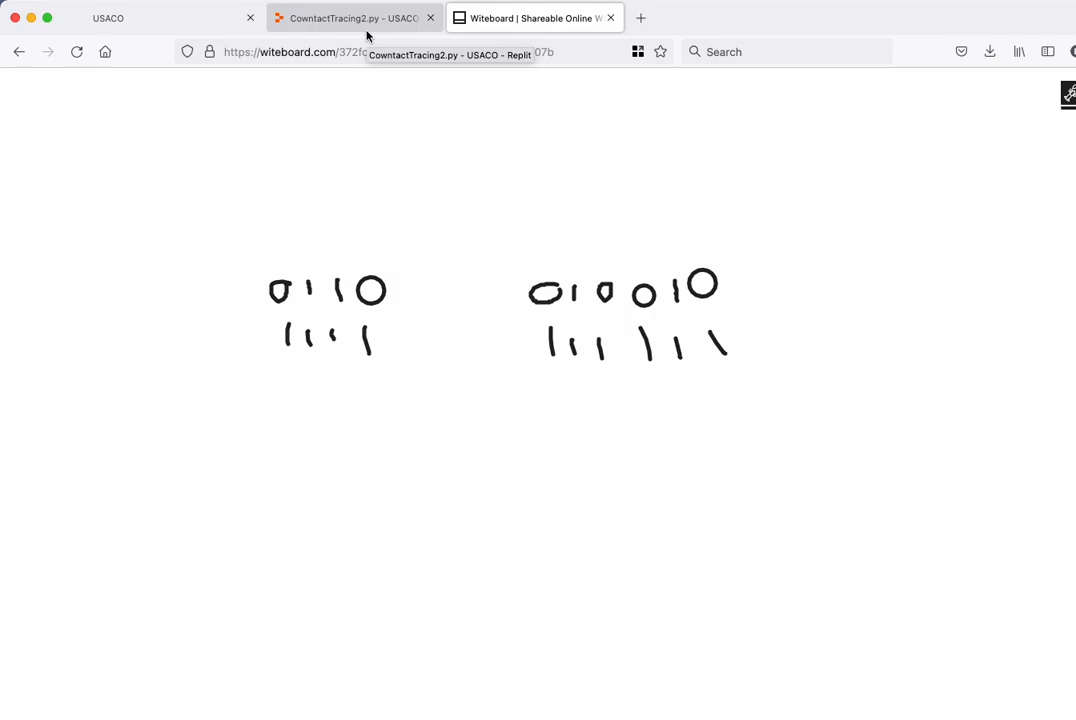 USACO
CowntactTracing2.py - USACO
Witeboard | Shareable Online W
https://witeboard.com/372f
07b
Search
CowntactTracing2.py - USACO - Replit
0110
010010
1111
111111